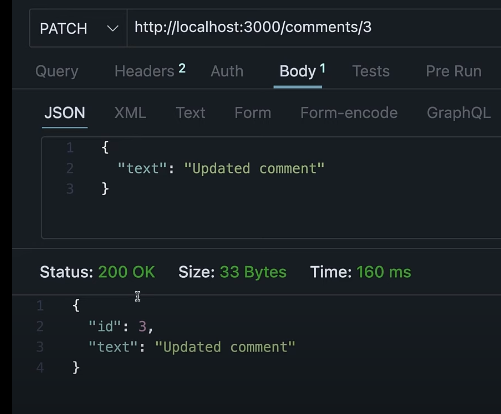 PATCH http://localhost:3000/comments/3
Query Headers 2 Auth Body 1 Tests Pre Run
JSON XML Text Form Form-encode GraphQL
1 {
2 "text": "Updated comment"
3 }
Status: 200 OK Size: 33 Bytes Time: 160 ms
1 {
2 "id": 3,
3 "text": "Updated comment"
4 }